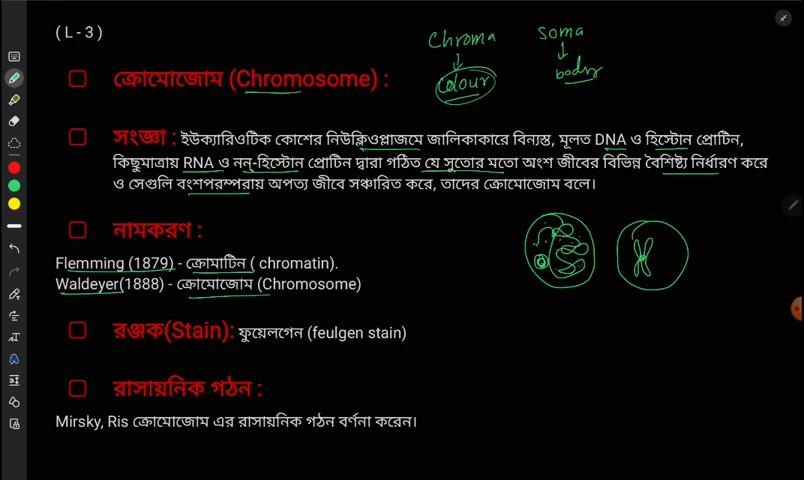 ( L - 3 )
Chroma Soma
↓ ↓
Colour body
ক্রোমোজোম (Chromosome) :
সংজ্ঞা : ইউক্যারিওটিক কোশের নিউক্লিওপ্লাজমে জালিকাকারে বিন্যস্ত, মূলত DNA ও হিস্টোন প্রোটিন,
কিছুমাত্রায় RNA ও নন্-হিস্টোন প্রোটিন দ্বারা গঠিত যে সুতোর মতো অংশ জীবের বিভিন্ন বৈশিষ্ট্য নির্ধারণ করে
ও সেগুলি বংশপরম্পরায় অপত্য জীবে সঞ্চারিত করে, তাদের ক্রোমোজোম বলে।
নামকরণ :
Flemming (1879) - ক্রোমাটিন ( chromatin).
Waldeyer(1888) - ক্রোমোজোম (Chromosome)
রঞ্জক(Stain): ফুয়েলগেন (feulgen stain)
রাসায়নিক গঠন :
Mirsky, Ris ক্রোমোজোম এর রাসায়নিক গঠন বর্ণনা করেন।